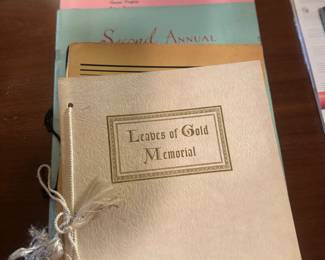 Second Annual
Leaves of Gold
Memorial